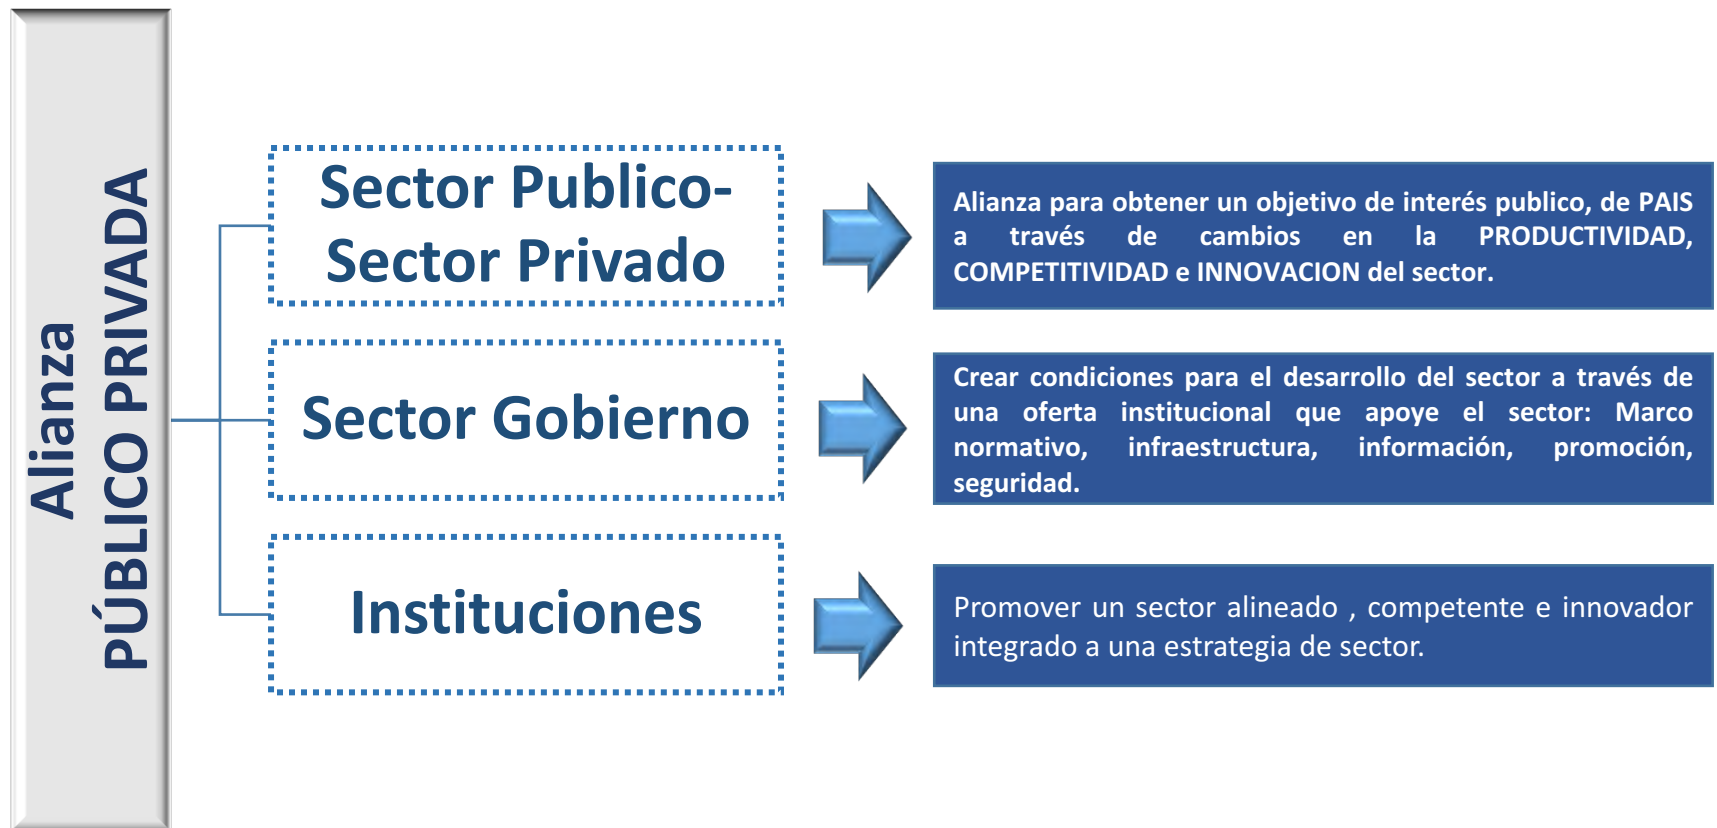 Alianza
PÚBLICO PRIVADA
Sector Publico-
Sector Privado
Alianza para obtener un objetivo de interés publico, de PAIS
a través de cambios en la PRODUCTIVIDAD,
COMPETITIVIDAD e INNOVACION del sector.
Sector Gobierno
Crear condiciones para el desarrollo del sector a través de
una oferta institucional que apoye el sector: Marco
normativo, infraestructura, información, promoción,
seguridad.
Instituciones
Promover un sector alineado , competente e innovador
integrado a una estrategia de sector.